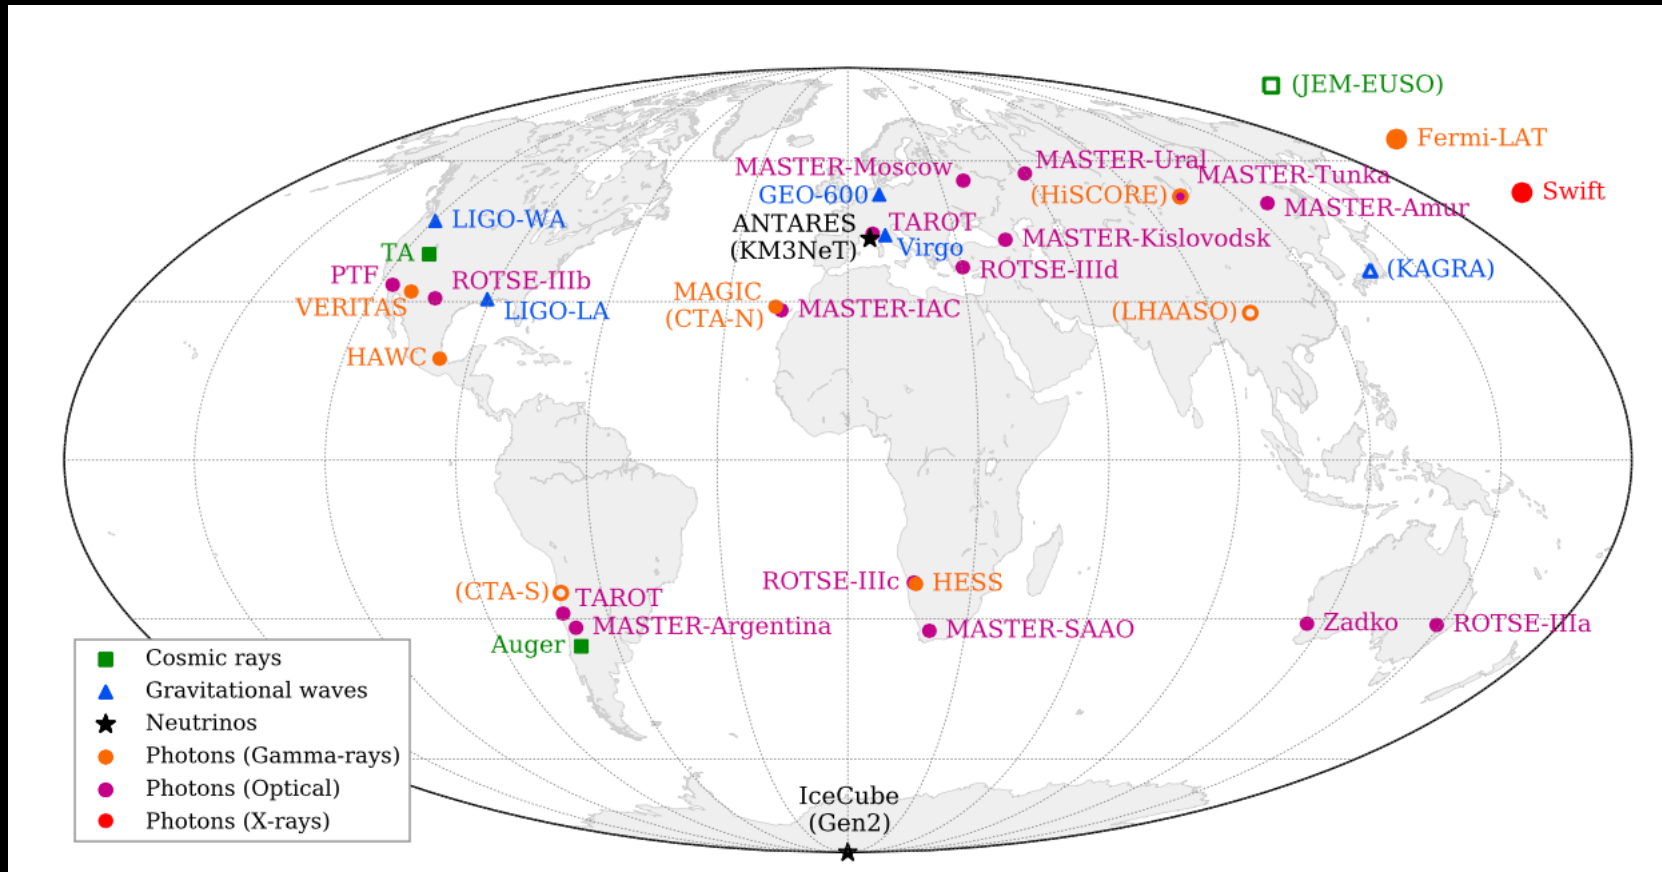 (JEM-EUSO)
Fermi-LAT
MASTER-Moscow
MASTER-Ural
MASTER-Tunka
GEO-600
(HiSCORE)
Swift
MASTER-Amur
LIGO-WA
ANTARES
(KM3NeT)
TAROT
Virgo
MASTER-Kislovodsk
TA
PTF
ROTSE-IIIb
ROTSE-IIId
(KAGRA)
VERITAS
LIGO-LA
MAGIC
(CTA-N)
MASTER-IAC
(LHAASO)
HAWC
ROTSE-IIIc
HESS
(CTA-S)
TAROT
MASTER-Argentina
MASTER-SAAO
Zadko
ROTSE-IIIa
Auger
Cosmic rays
Gravitational waves
Neutrinos
Photons (Gamma-rays)
Photons (Optical)
Photons (X-rays)
IceCube
(Gen2)